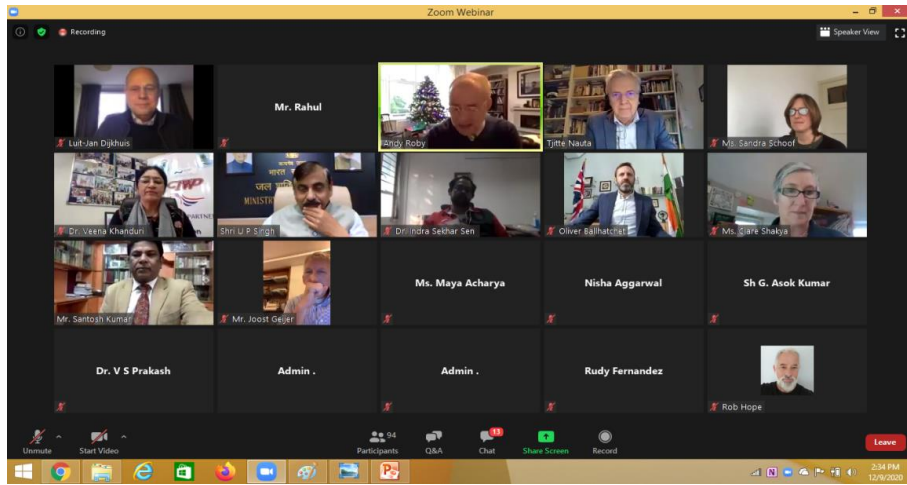 Zoom Webinar
Recording
Speaker View
Luit-Jan Dijkhuis
Mr. Rahul
Andy Roby
Tjitte Nauta
Ms. Sandra Schoof
CIWP
भारत
MINIST
Dr. Veena Khanduri
Shri U P Singh
Dr. Indra Sekhar Sen
Oliver Ballhatchet
Ms. Clare Shakya
Mr. Santosh Kumar
Mr. Joost Geijer
Ms. Maya Acharya
Nisha Aggarwal
Sh G. Asok Kumar
Dr. V S Prakash
Admin .
Admin .
Rudy Fernandez
Rob Hope
Unmute
Start Video
94
Participants
Q&A
13
Chat
Share Screen
Record
Leave
2:34 PM
12/9/2020